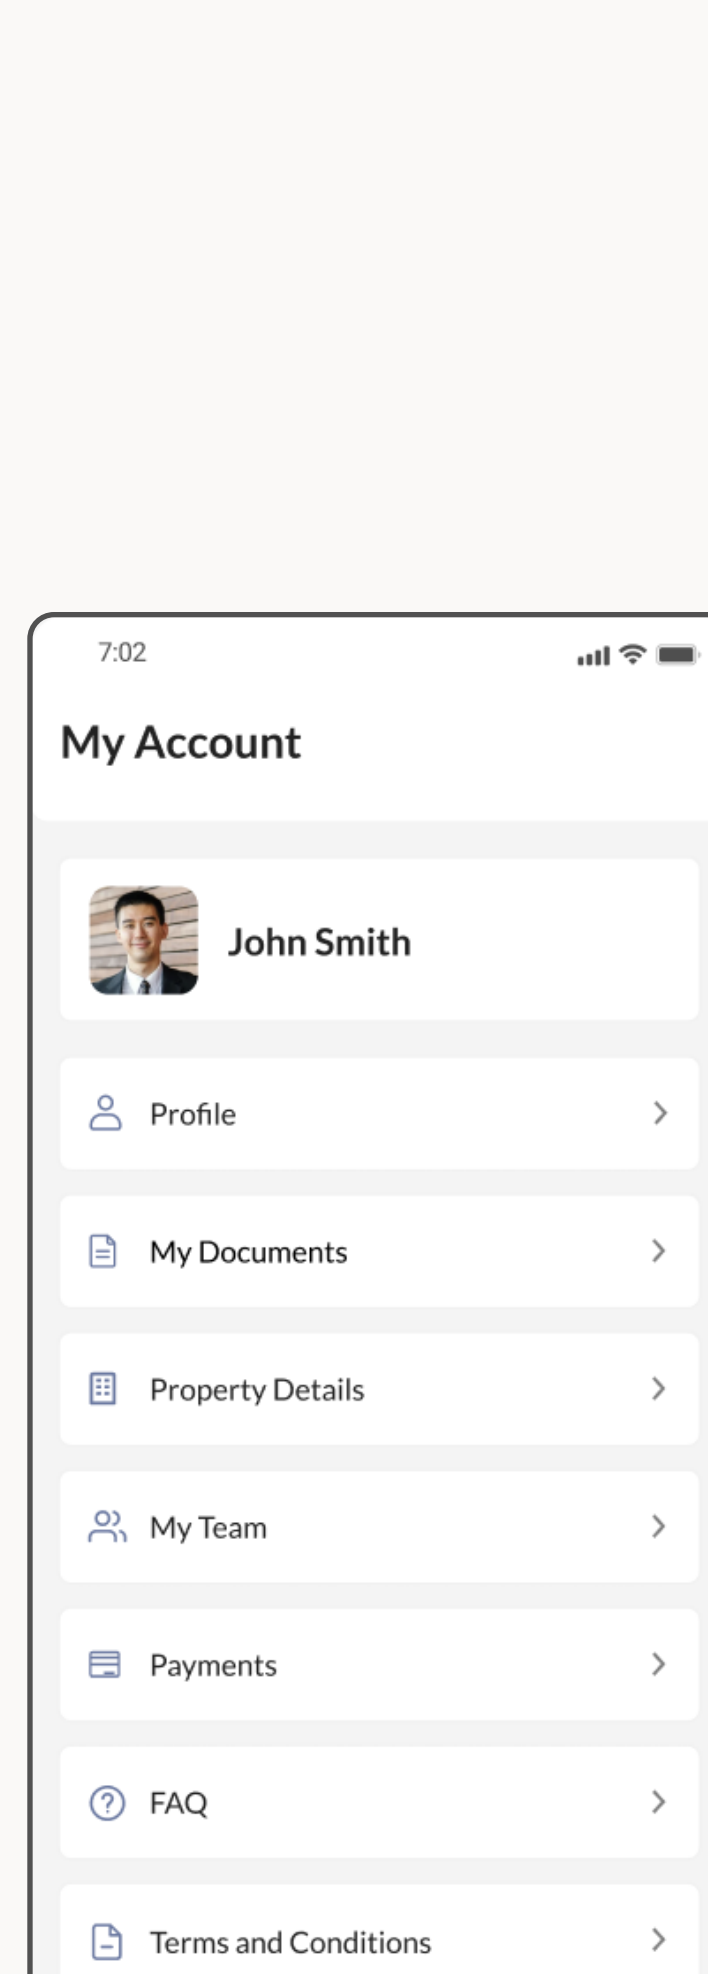 7:02
My Account
John Smith
Profile
My Documents
Property Details
My Team
Payments
FAQ
Terms and Conditions